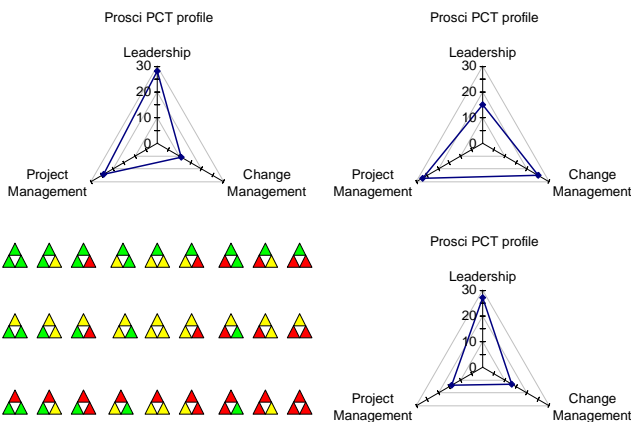 Prosci PCT profile
Leadership
30
20
10
0
Project
Management
Change
Management
Prosci PCT profile
Leadership
30
20
10
0
Project
Management
Change
Management
Prosci PCT profile
Leadership
30
20
10
0
Project
Management
Change
Management